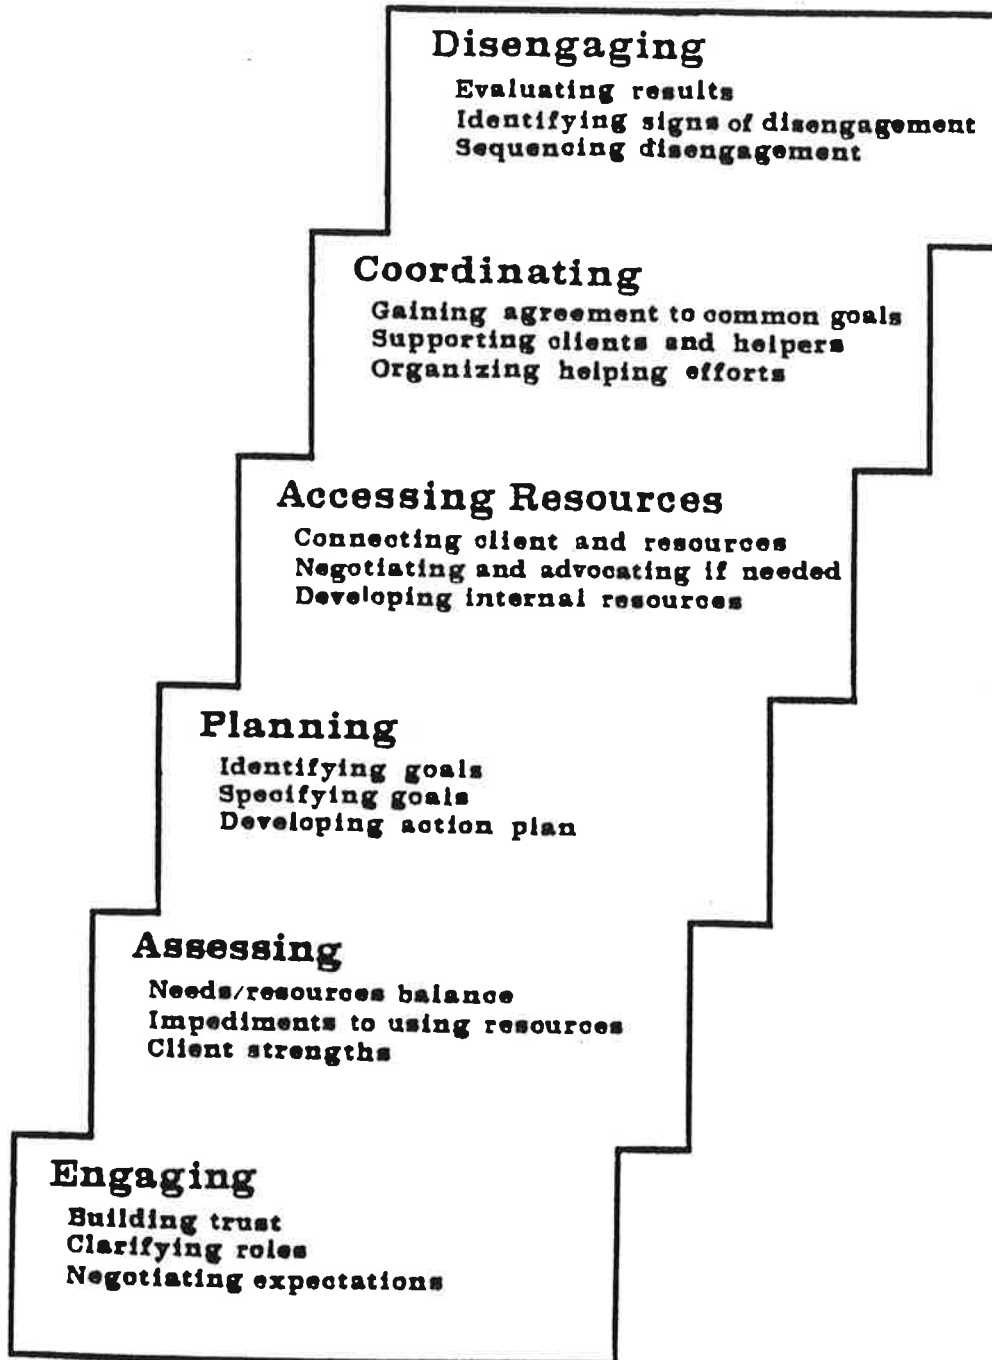 Disengaging
Evaluating results
Identifying signs of disengagement
Sequencing disengagement
Coordinating
Gaining agreement to common goals
Supporting clients and helpers
Organizing helping efforts
Accessing Resources
Connecting client and resources
Negotiating and advocating if needed
Developing internal resources
Planning
Identifying goals
Specifying goals
Developing action plan
Assessing
Needs/resources balance
Impediments to using resources
Client strengths
Engaging
Building trust
Clarifying roles
Negotiating expectations